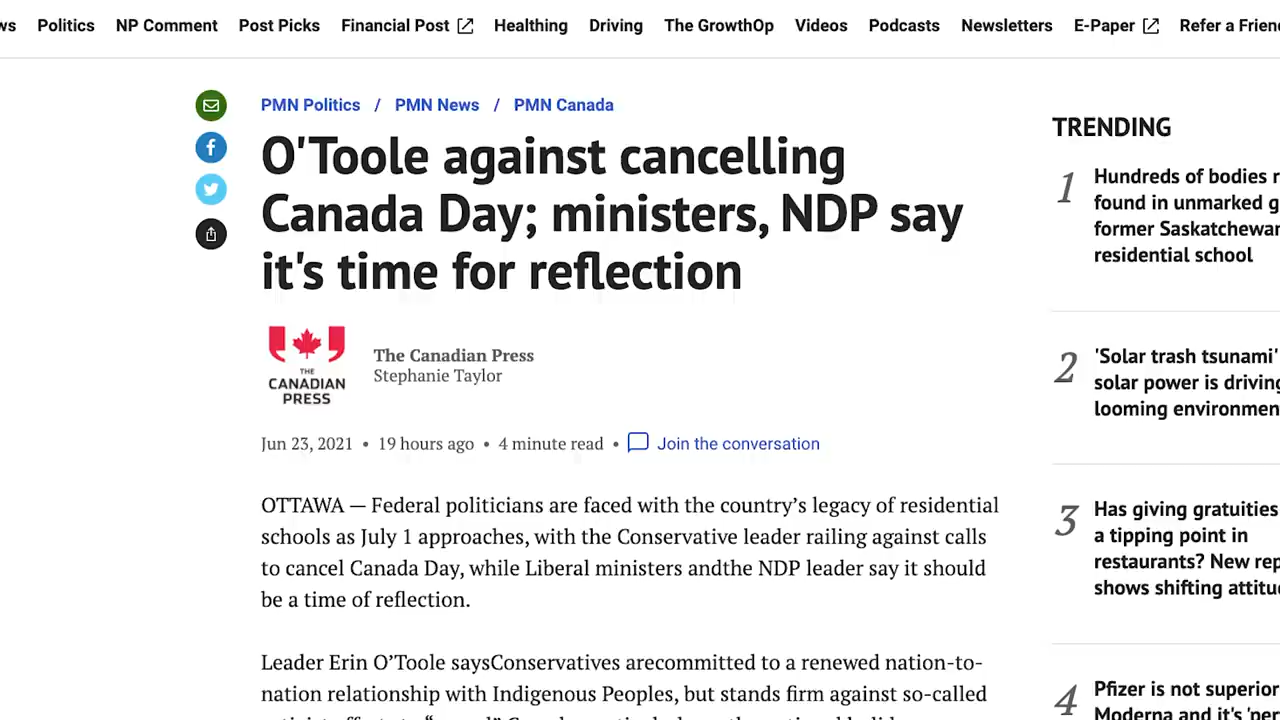 Politics NP Comment Post Picks Financial Post Healthing Driving The GrowthOp Videos Podcasts Newsletters E-Paper Refer a
PMN Politics / PMN News / PMN Canada
O'Toole against cancelling
Canada Day; ministers, NDP say
it's time for reflection
THE
CANADIAN
PRESS
The Canadian Press
Stephanie Taylor
Jun 23, 2021 • 19 hours ago • 4 minute read • Join the conversation
OTTAWA — Federal politicians are faced with the country’s legacy of residential
schools as July 1 approaches, with the Conservative leader railing against calls
to cancel Canada Day, while Liberal ministers andthe NDP leader say it should
be a time of reflection.
Leader Erin O’Toole saysConservatives arecommitted to a renewed nation-to-
nation relationship with Indigenous Peoples, but stands firm against so-called
TRENDING
1
Hundreds of bodies
found in unmarked
former
residential school
2
'Solar trash tsunami'
solar power is
looming
3
Has giving gratuities
a tipping point in
restaurants? New
shows shifting
4
Pfizer is not superior
Moderna and it's